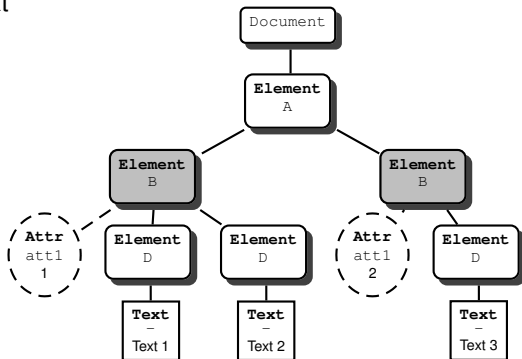 Document
Element
A
Element
B
Element
B
Attr
att1
1
Element
D
Element
D
Attr
att1
2
Element
D
Text
–
Text 1
Text
–
Text 2
Text
–
Text 3